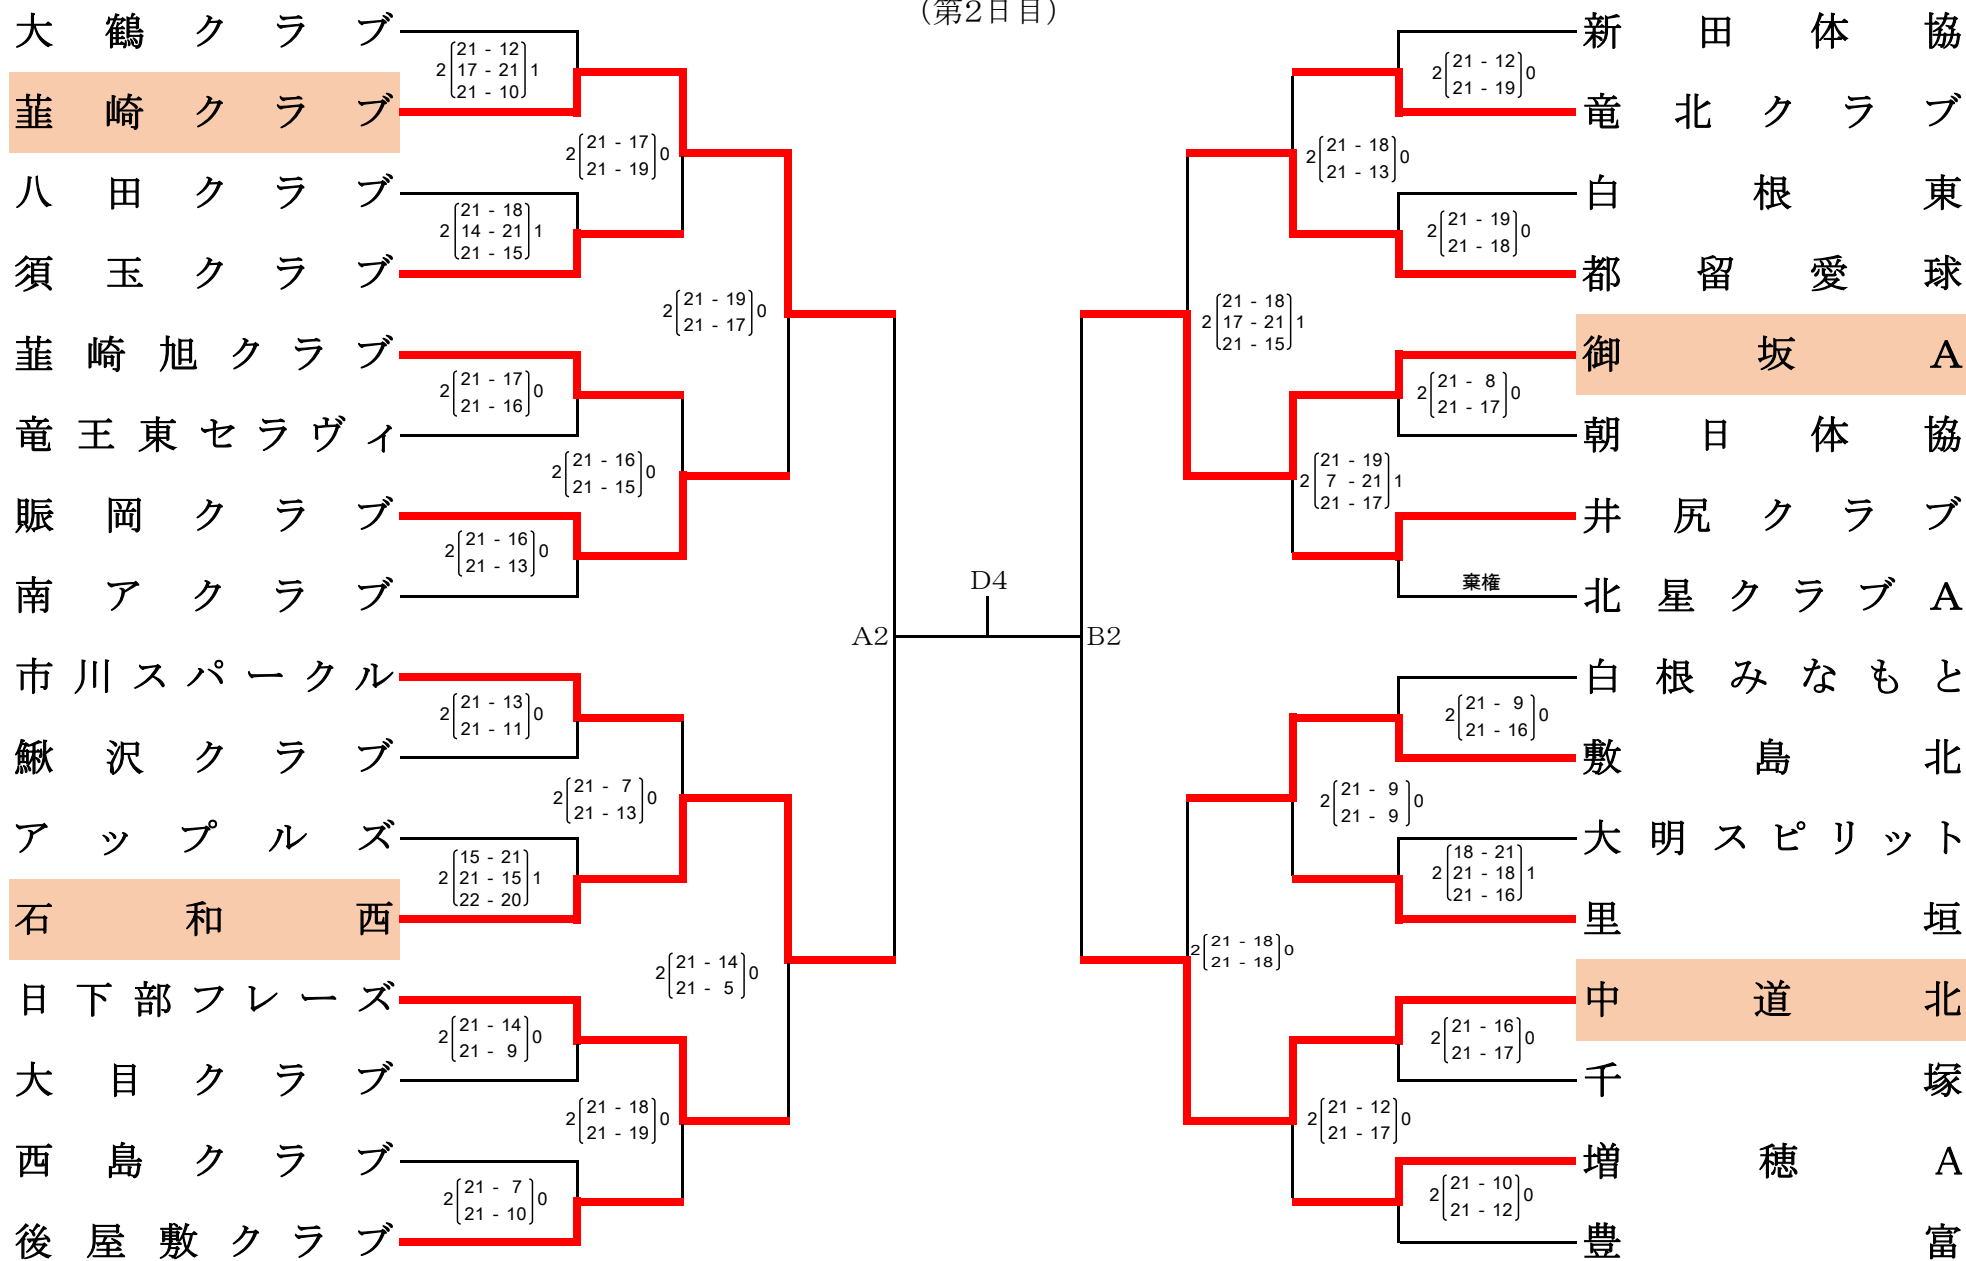 (第2日目)
大鶴クラブ
21 - 12
2 17 - 21 1
21 - 10
韮崎クラブ
2 21 - 17 0
21 - 19
八田クラブ
21 - 18
2 14 - 21 1
21 - 15
須玉クラブ
2 21 - 19 0
21 - 17
韮崎旭クラブ
2 21 - 17 0
21 - 16
竜王東セラヴィ
2 21 - 16 0
21 - 15
賑岡クラブ
2 21 - 16 0
21 - 13
南アクラブ
A2
市川スパークル
2 21 - 13 0
21 - 11
鰍沢クラブ
2 21 - 7 0
21 - 13
アップルズ
15 - 21
2 21 - 15 1
22 - 20
石和西
2 21 - 14 0
21 - 5
日下部フレーズ
2 21 - 14 0
21 - 9
大目クラブ
2 21 - 18 0
21 - 19
西島クラブ
2 21 - 7 0
21 - 10
後屋敷クラブ
D4
新田体協
2 21 - 12 0
21 - 19
竜北クラブ
2 21 - 18 0
21 - 13
白根東
2 21 - 19 0
21 - 18
都留愛球
21 - 18
2 17 - 21 1
21 - 15
御坂A
2 21 - 8 0
21 - 17
朝日体協
21 - 19
2 7 - 21 1
21 - 17
井尻クラブ
棄権
北星クラブA
B2
白根みなもと
2 21 - 9 0
21 - 16
敷島北
2 21 - 9 0
21 - 9
大明スピリット
18 - 21
2 21 - 18 1
21 - 16
里垣
2 21 - 18 0
21 - 18
中道北
2 21 - 16 0
21 - 17
千塚
2 21 - 12 0
21 - 17
増穂A
2 21 - 10 0
21 - 12
豊富